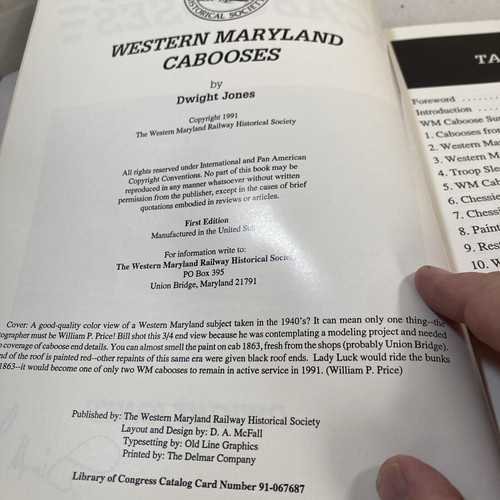 HISTORICAL SOCIETY
WESTERN MARYLAND
CABOOSES
by
Dwight Jones
Copyright 1991
The Western Maryland Railway Historical Society
All rights reserved under International and Pan American
Copyright Conventions. No part of this book may be
reproduced in any manner whatsoever without written
permission from the publisher, except in the cases of brief
quotations embodied in reviews or articles.
First Edition
Manufactured in the United
For information write to:
The Western Maryland Railway Historical
PO Box 395
Union Bridge, Maryland 21791
Cover: A good-quality color view of a Western Maryland subject taken in the 1940's? It can mean only one thing--the
tographer must be William P. Price! Bill shot this 3/4 end view because he was contemplating a modeling project and needed
coverage of caboose end details. You can almost smell the paint on cab 1863, fresh from the shops (probably Union Bridge).
nd of the roof is painted red--other repaints of this same era were given black roof ends. Lady Luck would ride the bunks
1863--it would become one of only two WM cabooses to remain in active service in 1991. (William P. Price)
Published by: The Western Maryland Railway Historical Society
Layout and Design by: D. A. McFall
Typesetting by: Old Line Graphics
Printed by: The Delmar Company
Library of Congress Catalog Card Number 91-067687
TA
Foreword
Introduction
WM Caboose Su
1. Cabooses fro
2. Western Ma
3. Western M
4. Troop Sle
5. WM Cab
6. Chessie
7. Chessi
8. Paint
9. Res
10. W